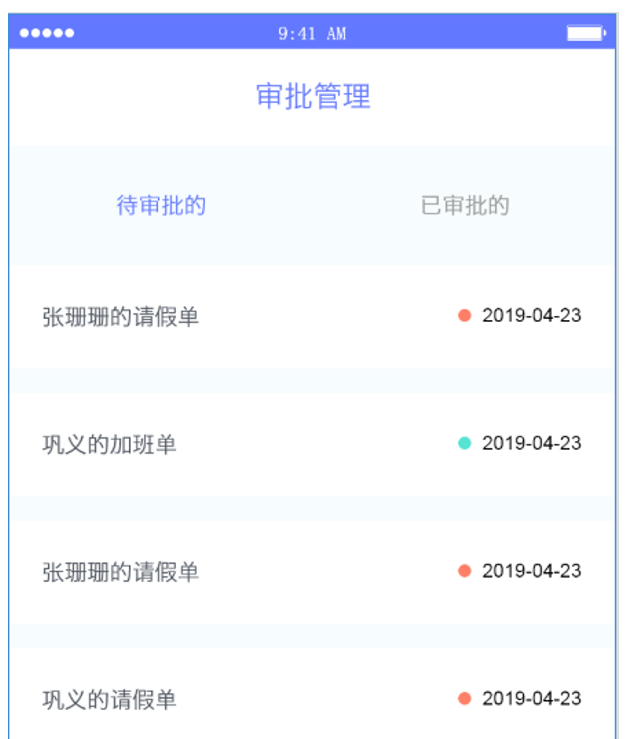 9:41 AM
审批管理
待审批的 已审批的
张珊珊的请假单 2019-04-23
巩义的加班单 2019-04-23
张珊珊的请假单 2019-04-23
巩义的请假单 2019-04-23